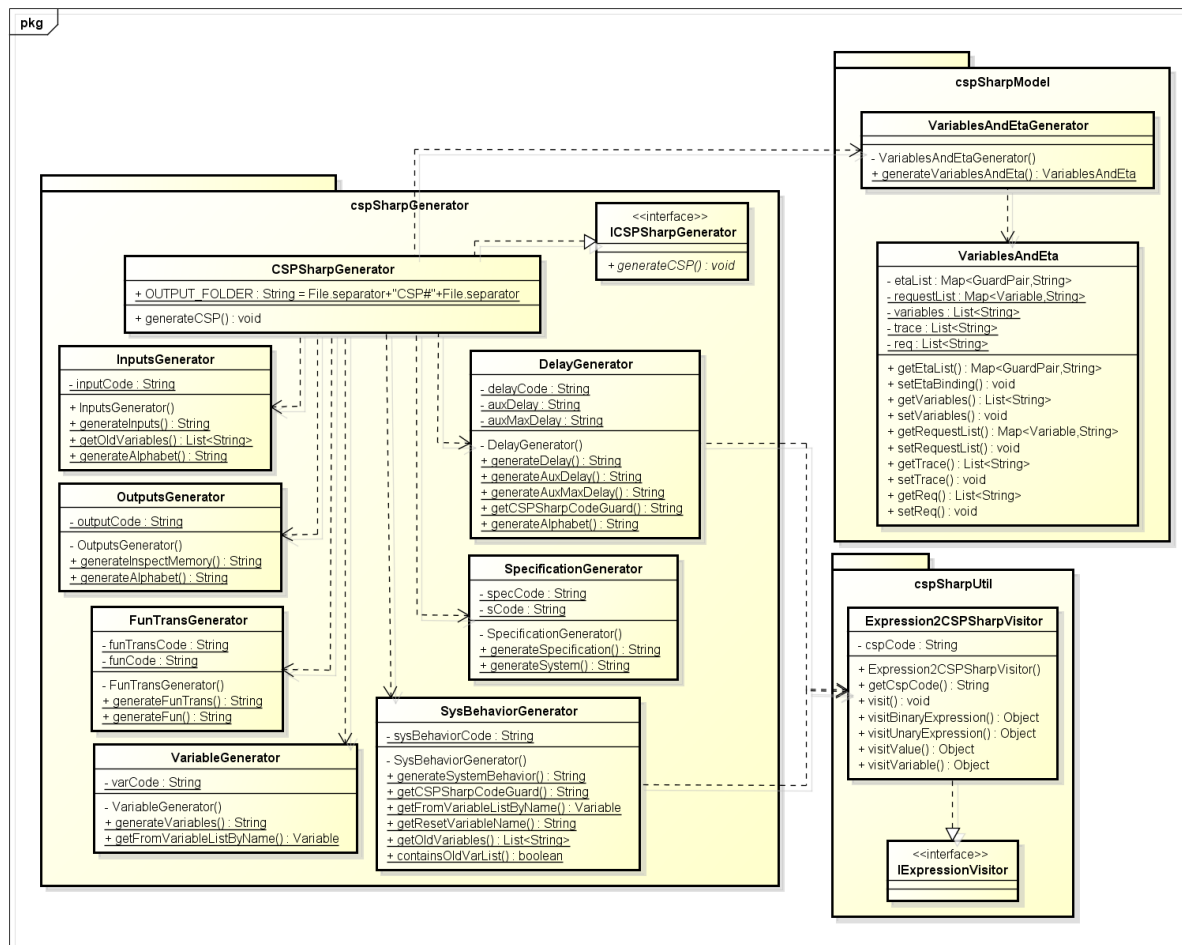 pkg
cspSharpModel
VariablesAndEtaGenerator
- VariablesAndEtaGenerator()
+ generateVariablesAndEta() : VariablesAndEta
VariablesAndEta
- etaList : Map<GuardPair,String>
- requestList : Map<Variable,String>
- variables : List<String>
- trace : List<String>
- req : List<String>
+ getEtaList() : Map<GuardPair,String>
+ setEtaBinding() : void
+ getVariables() : List<String>
+ setVariables() : void
+ getRequestList() : Map<Variable,String>
+ setRequestList() : void
+ getTrace() : List<String>
+ setTrace() : void
+ getReq() : List<String>
+ setReq() : void
cspSharpGenerator
<<interface>>
ICSPSharpGenerator
+ generateCSP() : void
CSPSharpGenerator
+ OUTPUT_FOLDER : String = File.separator+"CSP#"+File.separator
+ generateCSP() : void
InputsGenerator
- inputCode : String
+ InputsGenerator()
+ generateInputs() : String
+ getOldVariables() : List<String>
+ generateAlphabet() : String
DelayGenerator
- delayCode : String
- auxDelay : String
- auxMaxDelay : String
- DelayGenerator()
+ generateDelay() : String
+ generateAuxDelay() : String
+ generateAuxMaxDelay() : String
+ getCSPSharpCodeGuard() : String
+ generateAlphabet() : String
OutputsGenerator
- outputCode : String
- OutputsGenerator()
+ generateInspectMemory() : String
+ generateAlphabet() : String
SpecificationGenerator
- specCode : String
- sCode : String
- SpecificationGenerator()
+ generateSpecification() : String
+ generateSystem() : String
FunTransGenerator
- funTransCode : String
- funCode : String
- FunTransGenerator()
+ generateFunTrans() : String
+ generateFun() : String
SysBehaviorGenerator
- sysBehaviorCode : String
- SysBehaviorGenerator()
+ generateSystemBehavior() : String
+ getCSPSharpCodeGuard() : String
+ getFromVariableListByName() : Variable
+ getResetVariableName() : String
+ getOldVariables() : List<String>
+ containsOldVarList() : boolean
VariableGenerator
- varCode : String
- VariableGenerator()
+ generateVariables() : String
+ getFromVariableListByName() : Variable
cspSharpUtil
Expression2CSPSharpVisitor
- cspCode : String
+ Expression2CSPSharpVisitor()
+ getCspCode() : String
+ visit() : void
+ visitBinaryExpression() : Object
+ visitUnaryExpression() : Object
+ visitValue() : Object
+ visitVariable() : Object
<<interface>>
IExpressionVisitor